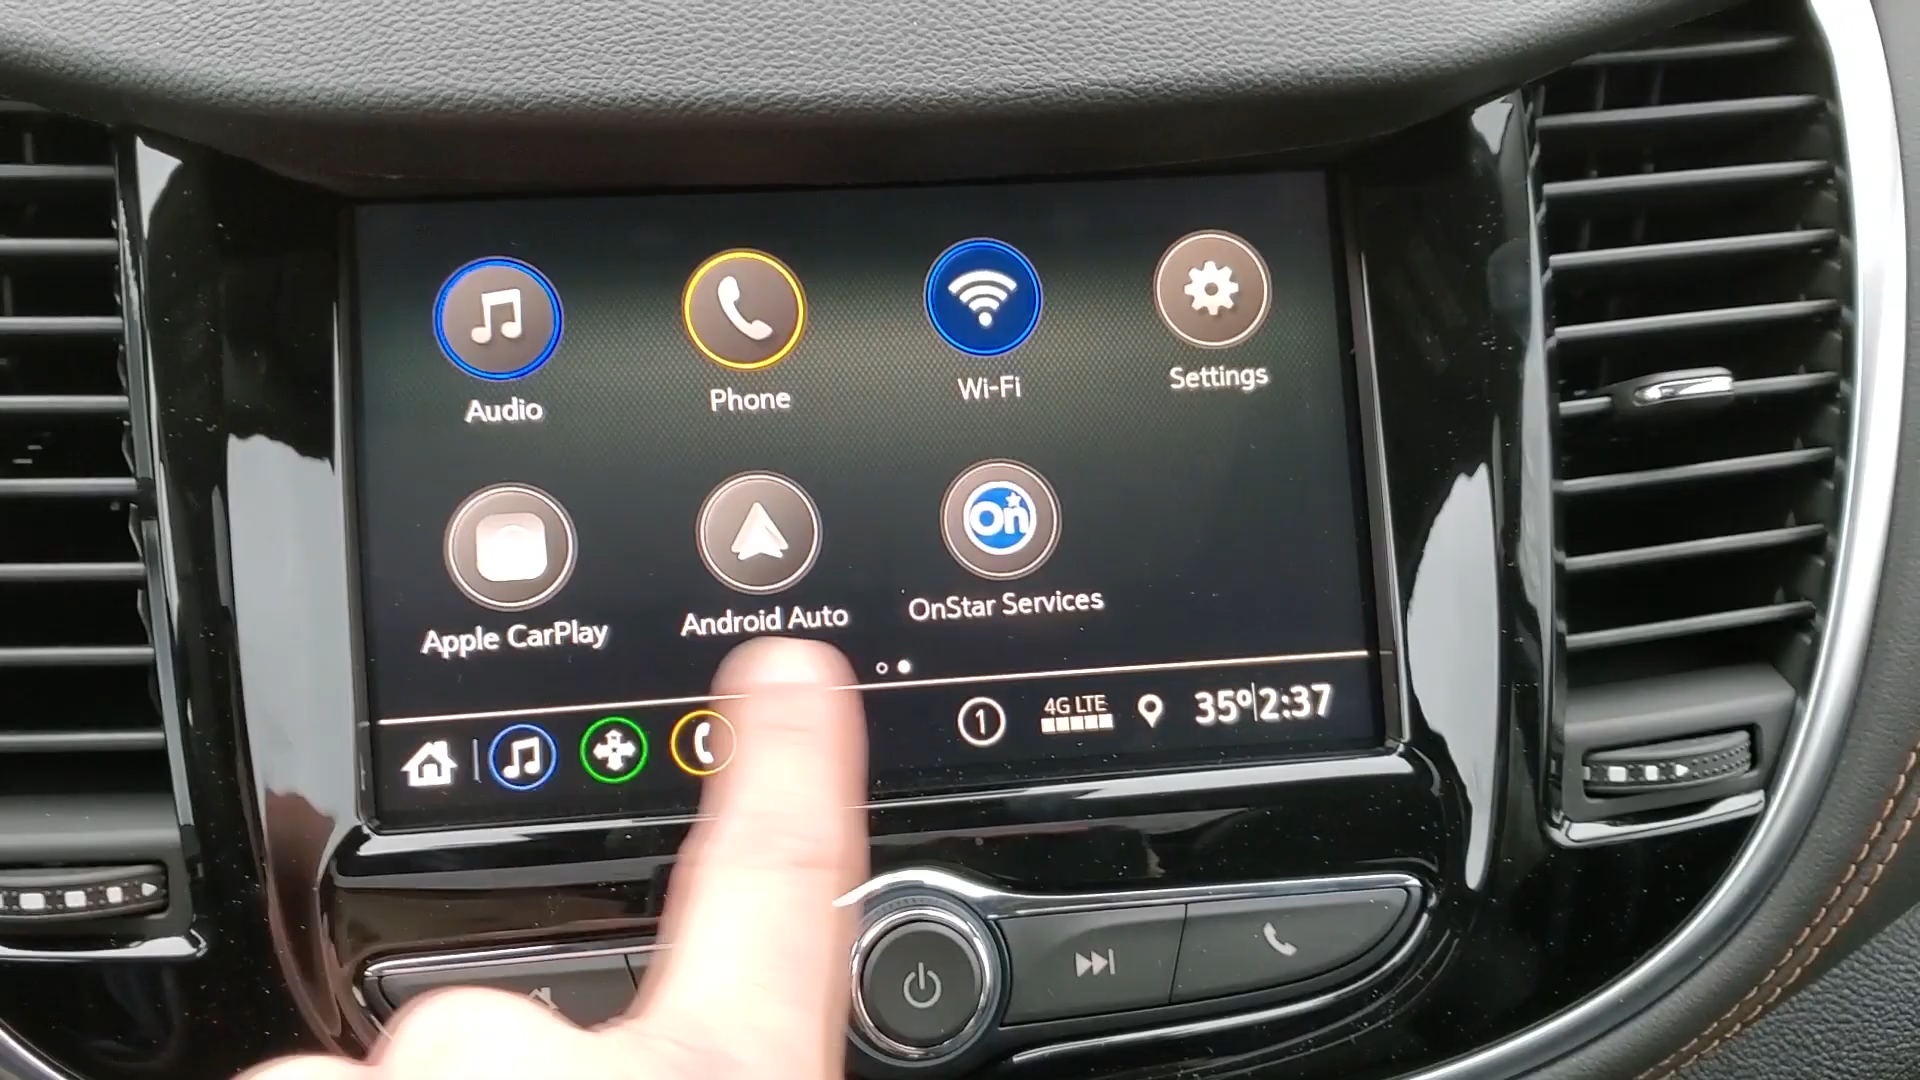 Audio
Phone
Wi-Fi
Settings
On
Apple CarPlay
Android Auto
OnStar Services
1
4G LTE
35°
2:37